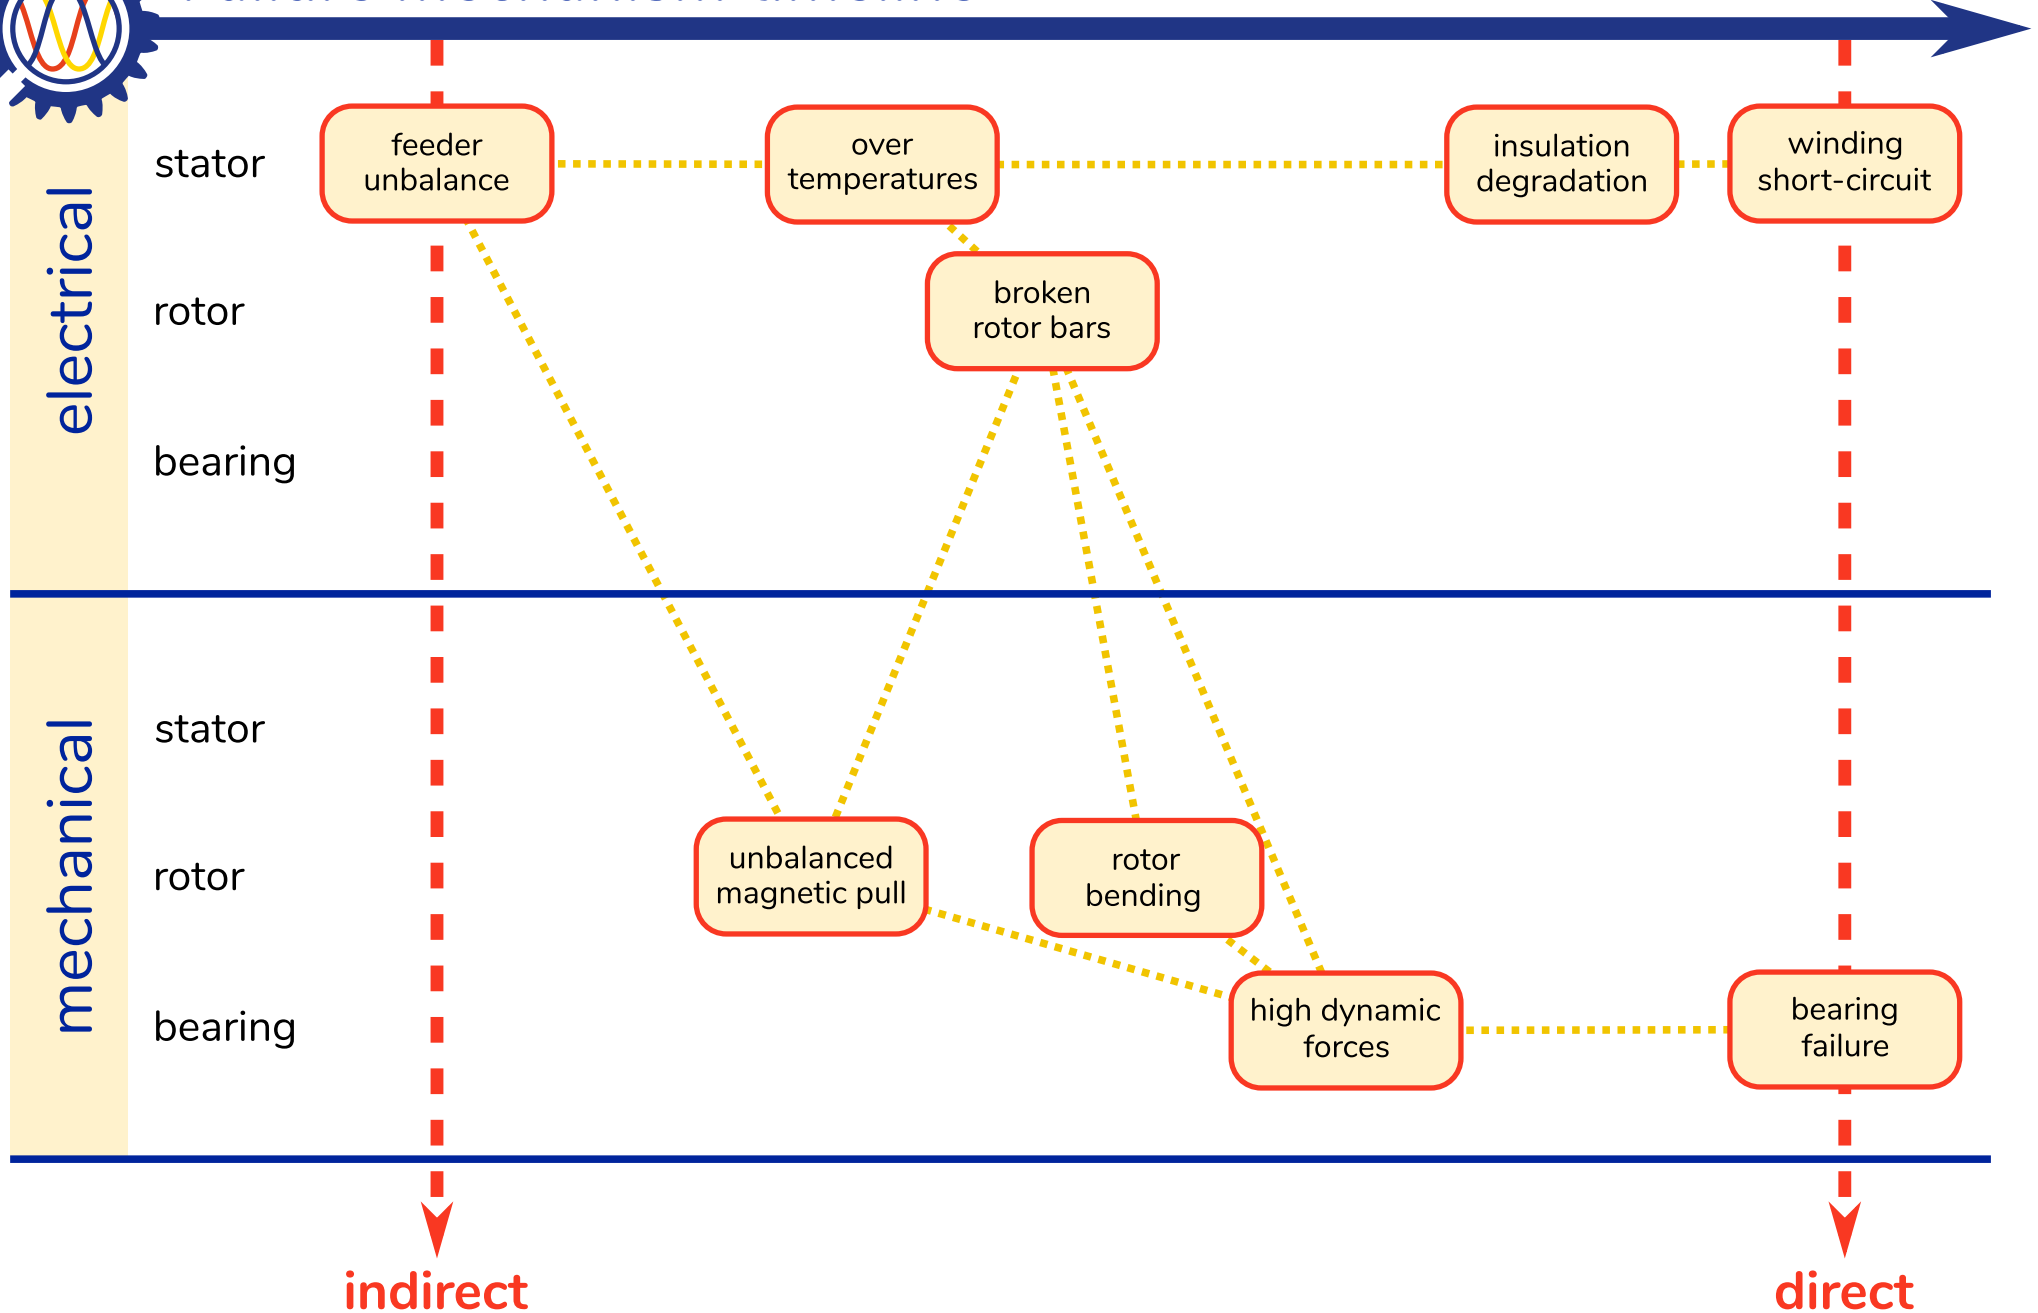 electrical
stator
feeder
unbalance
over
temperatures
insulation
degradation
winding
short-circuit
rotor
broken
rotor bars
bearing
mechanical
stator
rotor
unbalanced
magnetic pull
rotor
bending
bearing
high dynamic
forces
bearing
failure
indirect
direct